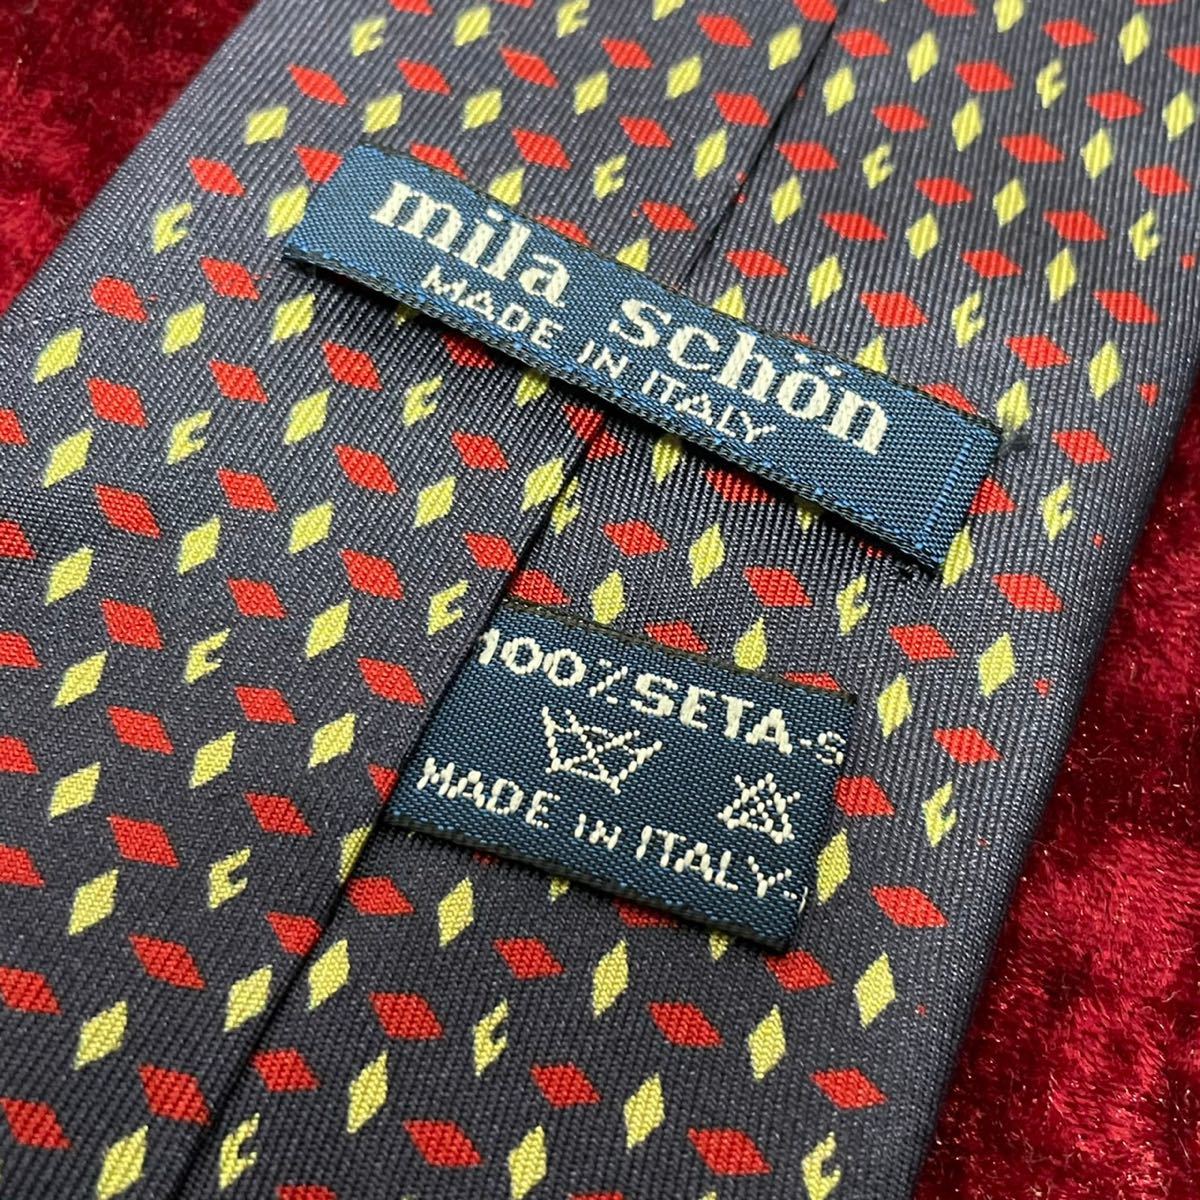 mila schön
MADE IN ITALY
100%SETA-S
MADE IN ITALY-